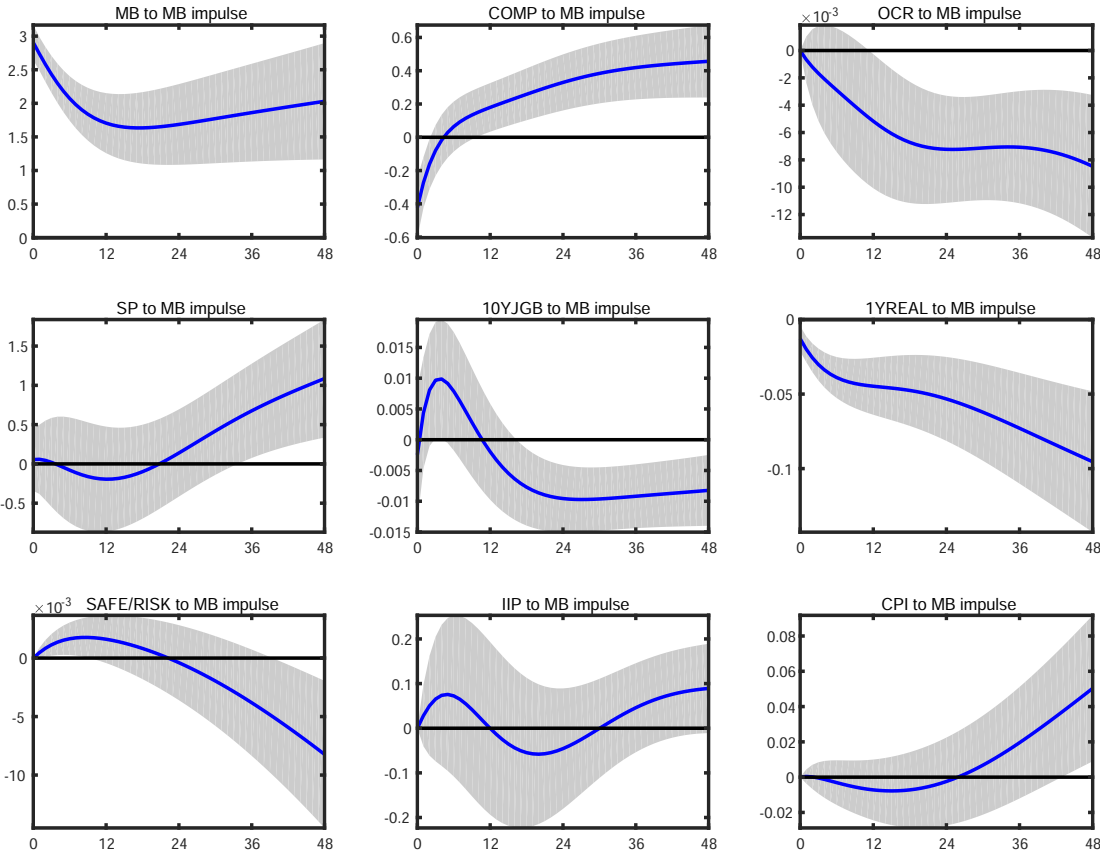 MB to MB impulse
3
2.5
2
1.5
1
0.5
0
0 12 24 36 48
COMP to MB impulse
0.6
0.4
0.2
0
-0.2
-0.4
-0.6
0 12 24 36 48
×10-3
OCR to MB impulse
0
-2
-4
-6
-8
-10
-12
0 12 24 36 48
SP to MB impulse
1.5
1
0.5
0
-0.5
0 12 24 36 48
10YJGB to MB impulse
0.015
0.01
0.005
0
-0.005
-0.01
-0.015
0 12 24 36 48
1YREAL to MB impulse
0
-0.05
-0.1
0 12 24 36 48
×10-3
SAFE/RISK to MB impulse
0
-5
-10
0 12 24 36 48
IIP to MB impulse
0.2
0.1
0
-0.1
-0.2
0 12 24 36 48
CPI to MB impulse
0.08
0.06
0.04
0.02
0
-0.02
0 12 24 36 48